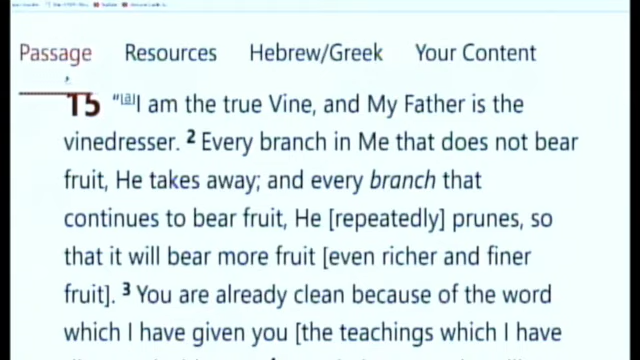 Passage Resources Hebrew/Greek Your Content
15 "[a]I am the true Vine, and My Father is the
vinedresser. 2 Every branch in Me that does not bear
fruit, He takes away; and every branch that
continues to bear fruit, He [repeatedly] prunes, so
that it will bear more fruit [even richer and finer
fruit]. 3 You are already clean because of the word
which I have given you [the teachings which I have